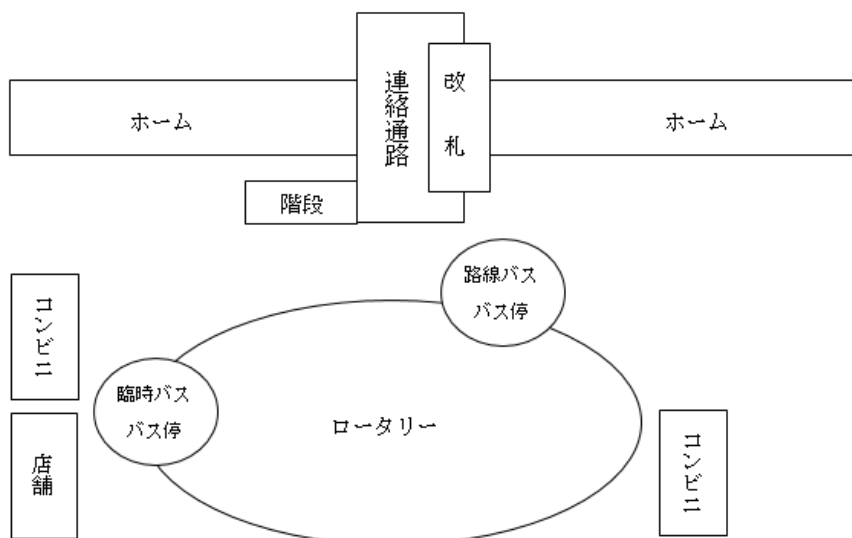 連絡通路
改札
ホーム
ホーム
階段
路線バス
バス停
コンビニ
臨時バス
バス停
ロータリー
店舗
コンビニ